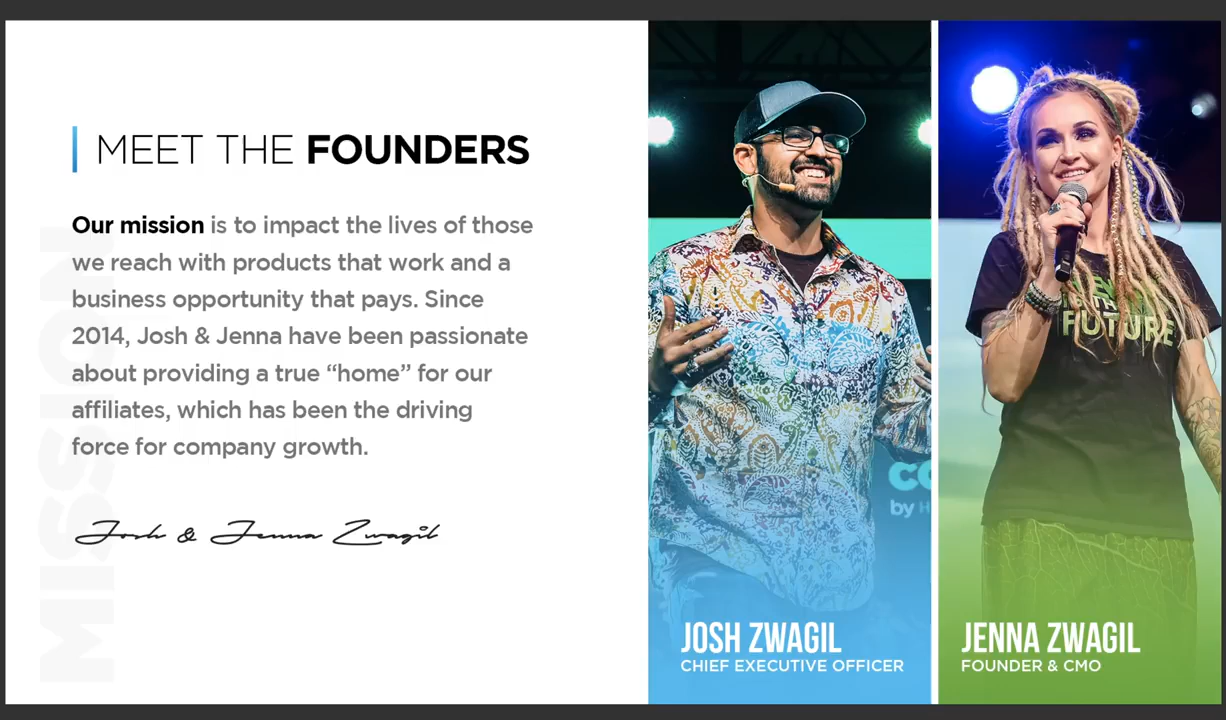 MEET THE FOUNDERS
Our mission is to impact the lives of those
we reach with products that work and a
business opportunity that pays. Since
2014, Josh & Jenna have been passionate
about providing a true “home” for our
affiliates, which has been the driving
force for company growth.
Josh & Jenna Zwagil
MISSION
FUTURE
by H
JOSH ZWAGIL
CHIEF EXECUTIVE OFFICER
JENNA ZWAGIL
FOUNDER & CMO